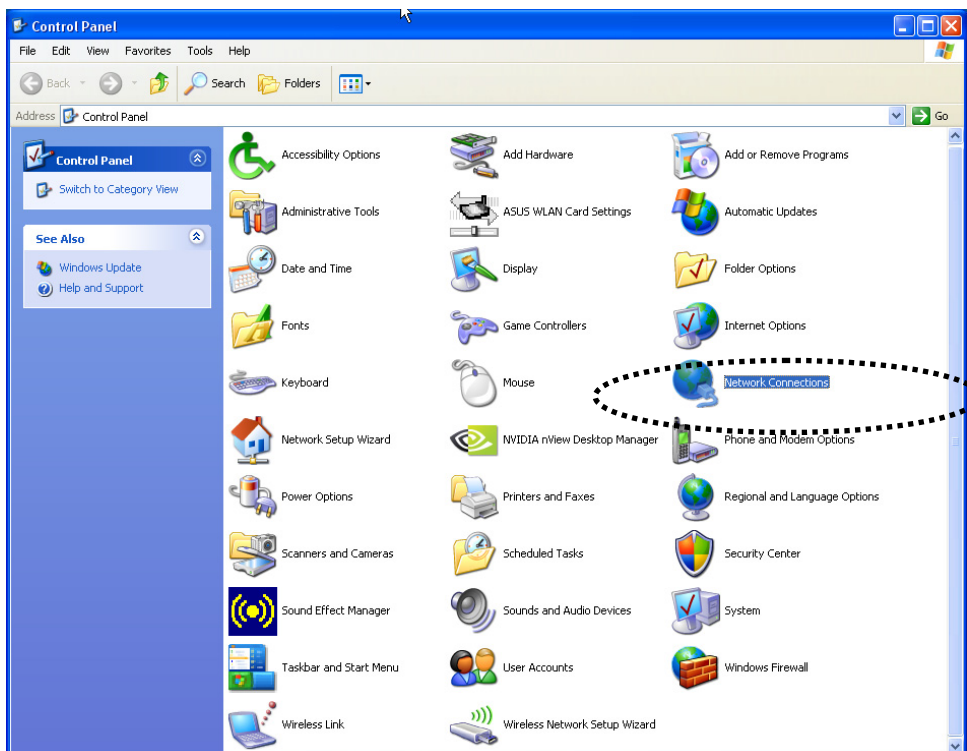 Control Panel
File Edit View Favorites Tools Help
Back Search Folders
Address Control Panel Go
Control Panel
Switch to Category View
See Also
Windows Update
Help and Support
Accessibility Options Add Hardware Add or Remove Programs
Administrative Tools ASUS WLAN Card Settings Automatic Updates
Date and Time Display Folder Options
Fonts Game Controllers Internet Options
Keyboard Mouse Network Connections
Network Setup Wizard NVIDIA nView Desktop Manager Phone and Modem Options
Power Options Printers and Faxes Regional and Language Options
Scanners and Cameras Scheduled Tasks Security Center
Sound Effect Manager Sounds and Audio Devices System
Taskbar and Start Menu User Accounts Windows Firewall
Wireless Link Wireless Network Setup Wizard